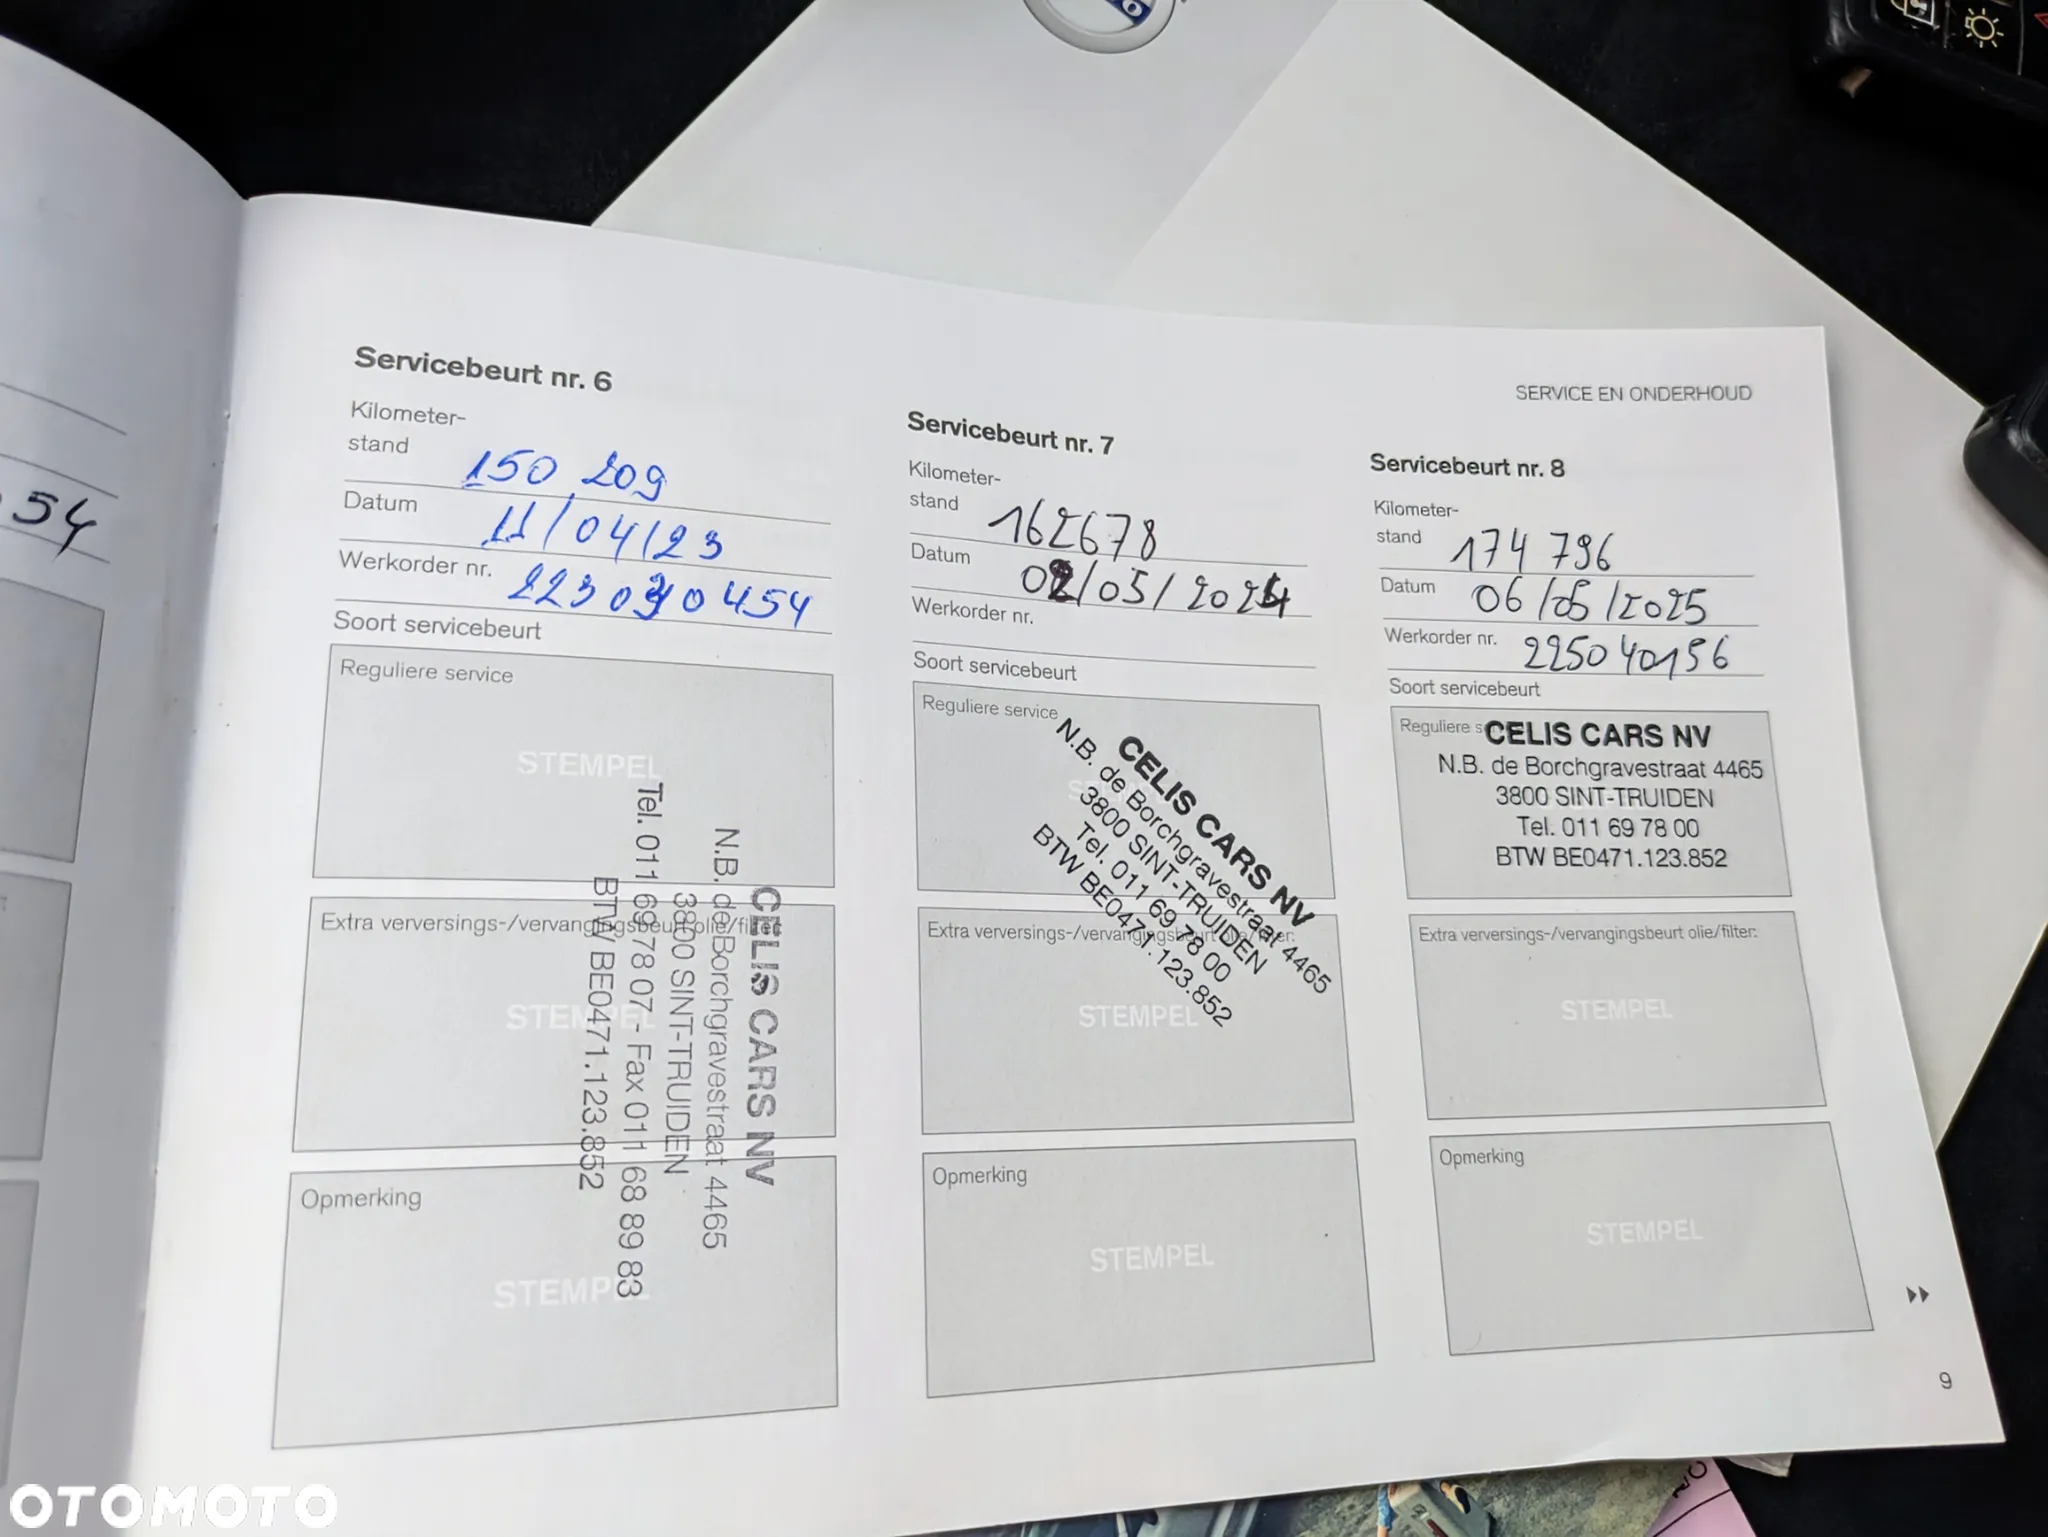 54
Servicebeurt nr. 6
Kilometer-
stand 150 209
Datum 11/04/23
Werkorder nr. 223030454
Soort servicebeurt
Reguliere service
STEMPEL
Extra verversings-/vervangingsbeurt olie/filter:
STEMPEL
Opmerking
STEMPEL
CELIS CARS NV
N.B. de Borchgravestraat 4465
3800 SINT-TRUIDEN
Tel. 011 69 78 07 - Fax 011 68 89 83
BTW BE0471.123.852
Servicebeurt nr. 7
Kilometer-
stand 162678
Datum 02/05/2024
Werkorder nr.
Soort servicebeurt
Reguliere service
CELIS CARS NV
N.B. de Borchgravestraat 4465
3800 SINT-TRUIDEN
Tel. 011 69 78 00
BTW BE0471.123.852
Extra verversings-/vervangingsbeurt olie/filter:
STEMPEL
Opmerking
STEMPEL
SERVICE EN ONDERHOUD
Servicebeurt nr. 8
Kilometer-
stand 174 796
Datum 06/05/2025
Werkorder nr. 225040156
Soort servicebeurt
Reguliere
CELIS CARS NV
N.B. de Borchgravestraat 4465
3800 SINT-TRUIDEN
Tel. 011 69 78 00
BTW BE0471.123.852
Extra verversings-/vervangingsbeurt olie/filter:
STEMPEL
Opmerking
STEMPEL
9
OTOMOTO